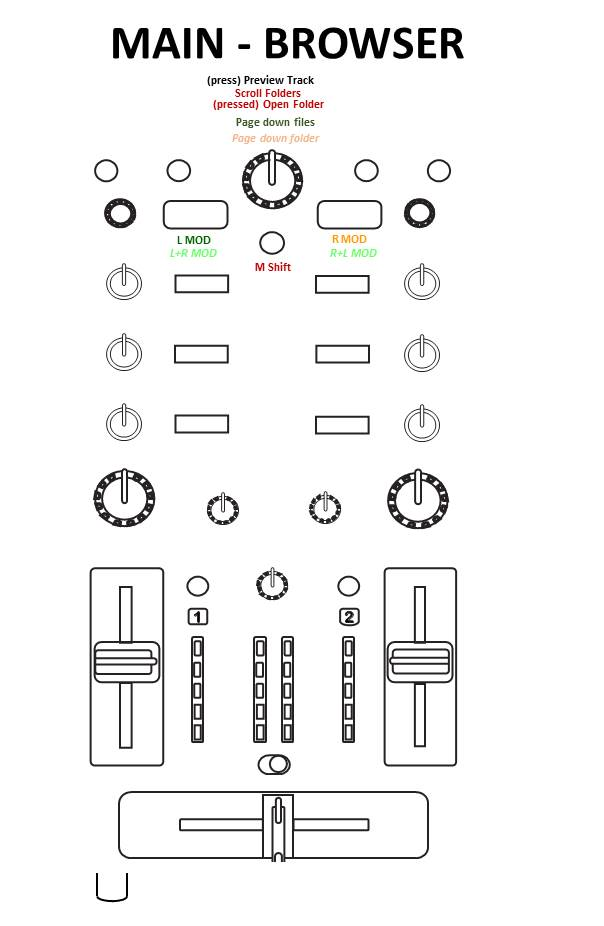 MAIN - BROWSER
(press) Preview Track
Scroll Folders
(pressed) Open Folder
Page down files
Page down folder
L MOD
R MOD
L+R MOD
R+L MOD
M Shift
1
2